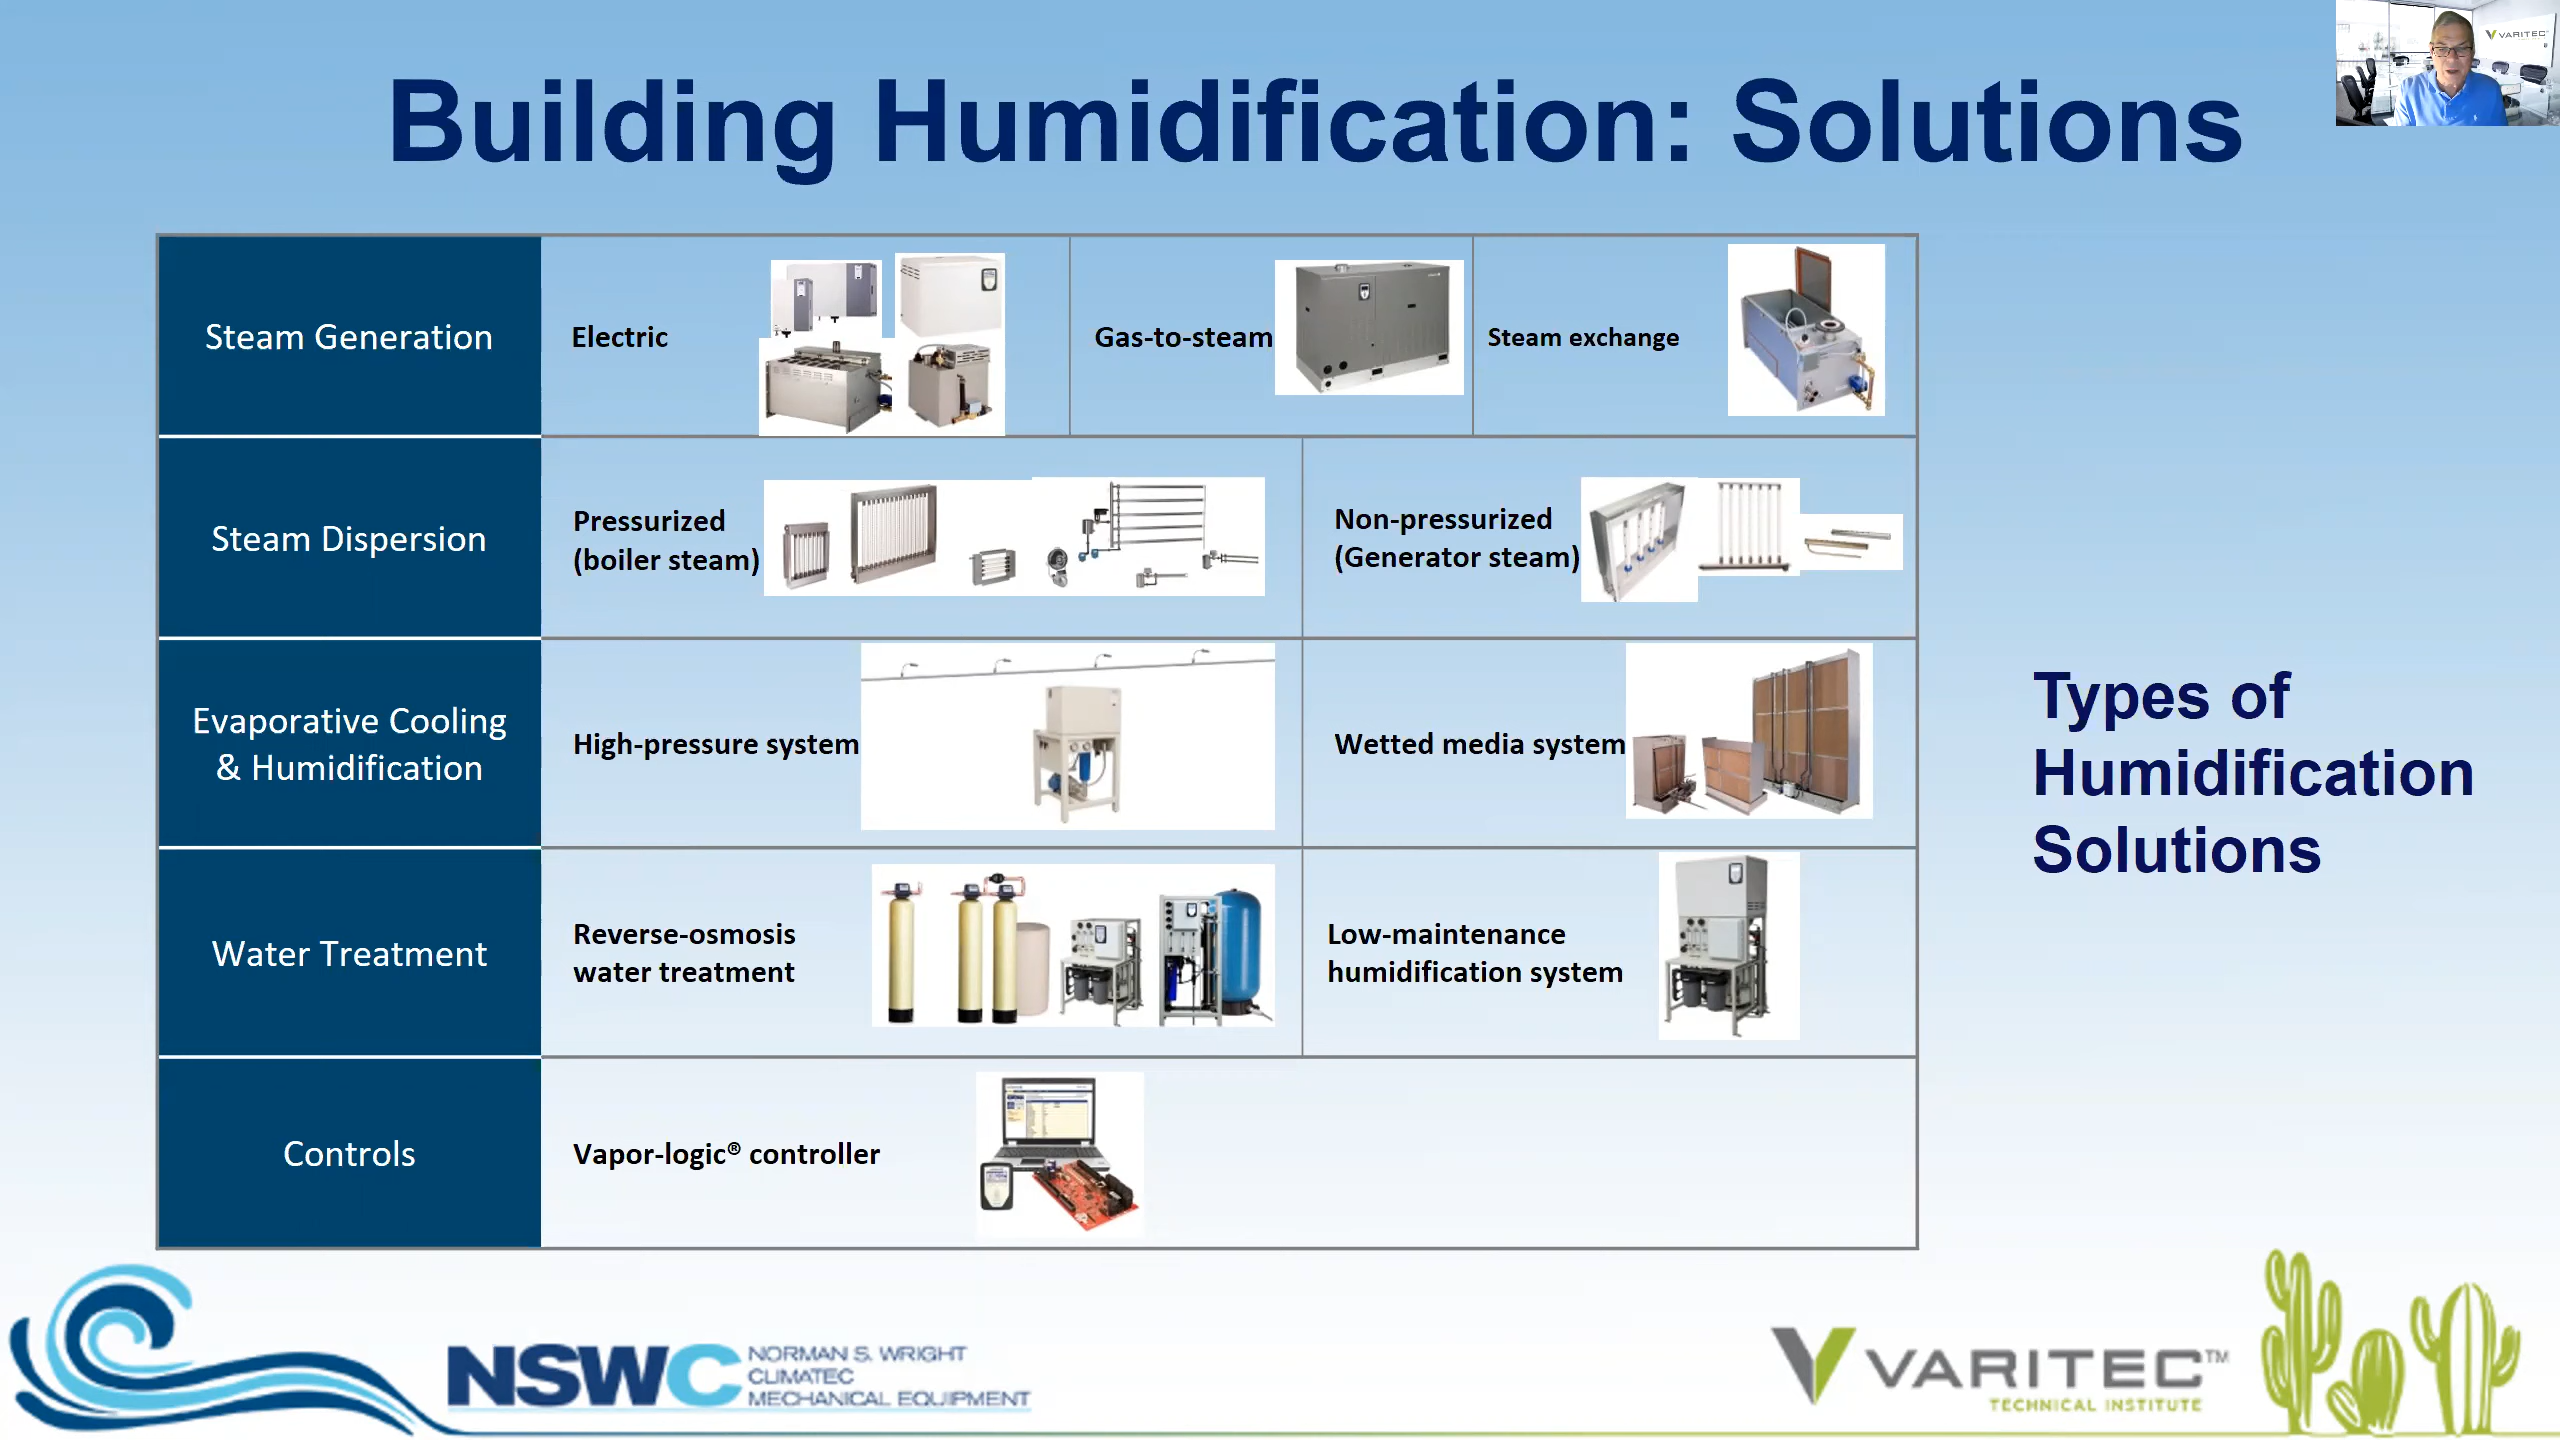 Building Humidification: Solutions
VARITEC
Steam Generation
Electric
Gas-to-steam
Steam exchange
Steam Dispersion
Pressurized
(boiler steam)
Non-pressurized
(Generator steam)
Evaporative Cooling
& Humidification
High-pressure system
Wetted media system
Types of
Humidification
Solutions
Water Treatment
Reverse-osmosis
water treatment
Low-maintenance
humidification system
Controls
Vapor-logic® controller
NSWC
NORMAN S. WRIGHT
CLIMATEC
MECHANICAL EQUIPMENT
VARITEC™
TECHNICAL INSTITUTE